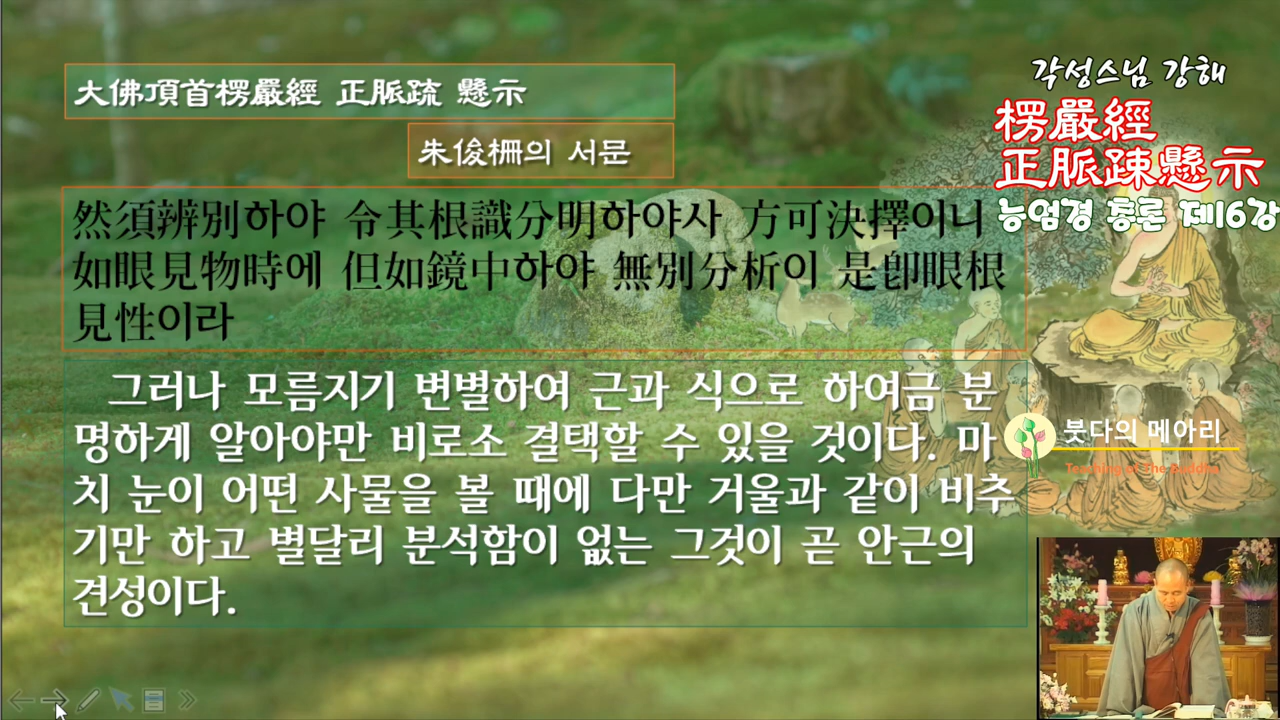 大佛頂首楞嚴經 正脈疏 懸示
朱俊柵의 서문
然須辨別하야 令其根識分明하야사 方可決擇이니
如眼見物時에 但如鏡中하야 無別分析이 是卽眼根
見性이라
그러나 모름지기 변별하여 근과 식으로 하여금 분
명하게 알아야만 비로소 결택할 수 있을 것이다. 마
치 눈이 어떤 사물을 볼 때에 다만 거울과 같이 비추
기만 하고 별달리 분석함이 없는 그것이 곧 안근의
견성이다.
각성스님 강해
楞嚴經
正脈疎懸示
능엄경 총론 제6강
붓다의 메아리
Teaching of The Buddha